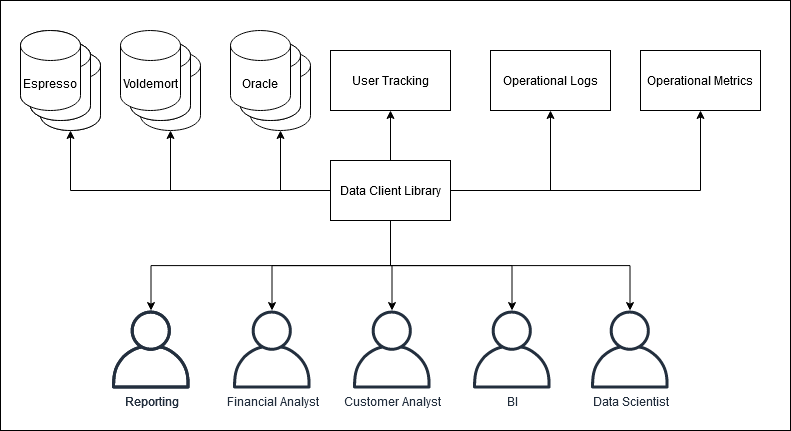 Espresso
Voldemort
Oracle
User Tracking
Operational Logs
Operational Metrics
Data Client Library
Reporting
Financial Analyst
Customer Analyst
BI
Data Scientist